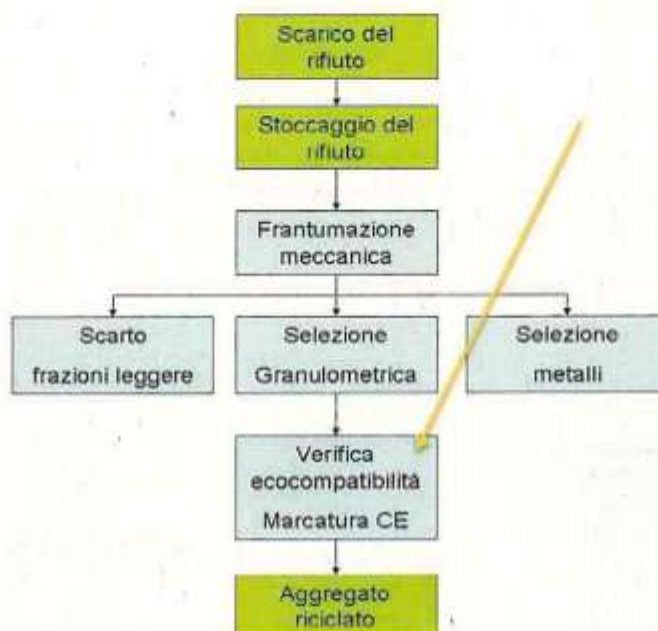 Scarico del
rifiuto
Stoccaggio del
rifiuto
Frantumazione
meccanica
Scarto
frazioni leggere
Selezione
Granulometrica
Selezione
metalli
Verifica
ecocompatibilità
Marcatura CE
Aggregato
riciclato